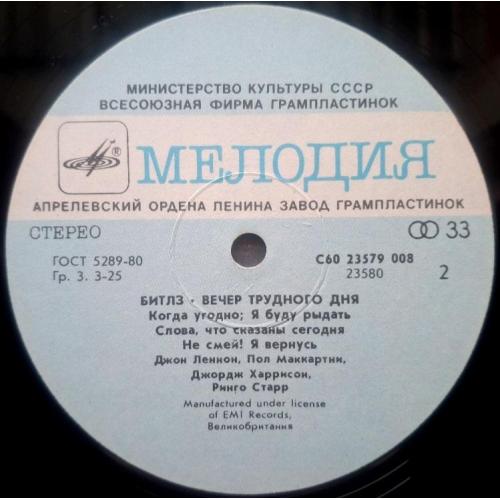 МИНИСТЕРСТВО КУЛЬТУРЫ СССР
ВСЕСОЮЗНАЯ ФИРМА ГРАМПЛАСТИНОК
® МЕЛОДИЯ
АПРЕЛЕВСКИЙ ОРДЕНА ЛЕНИНА ЗАВОД ГРАМПЛАСТИНОК
СТЕРЕО 33
ГОСТ 5289-80 С60 23579 008
Гр. 3. 3-25 23580 2
БИТЛЗ · ВЕЧЕР ТРУДНОГО ДНЯ
Когда угодно; Я буду рыдать
Слова, что сказаны сегодня
Не смей! Я вернусь
Джон Леннон, Пол Маккартни,
Джордж Харрисон,
Ринго Старр
Manufactured under license
of EMI Records,
Великобритания